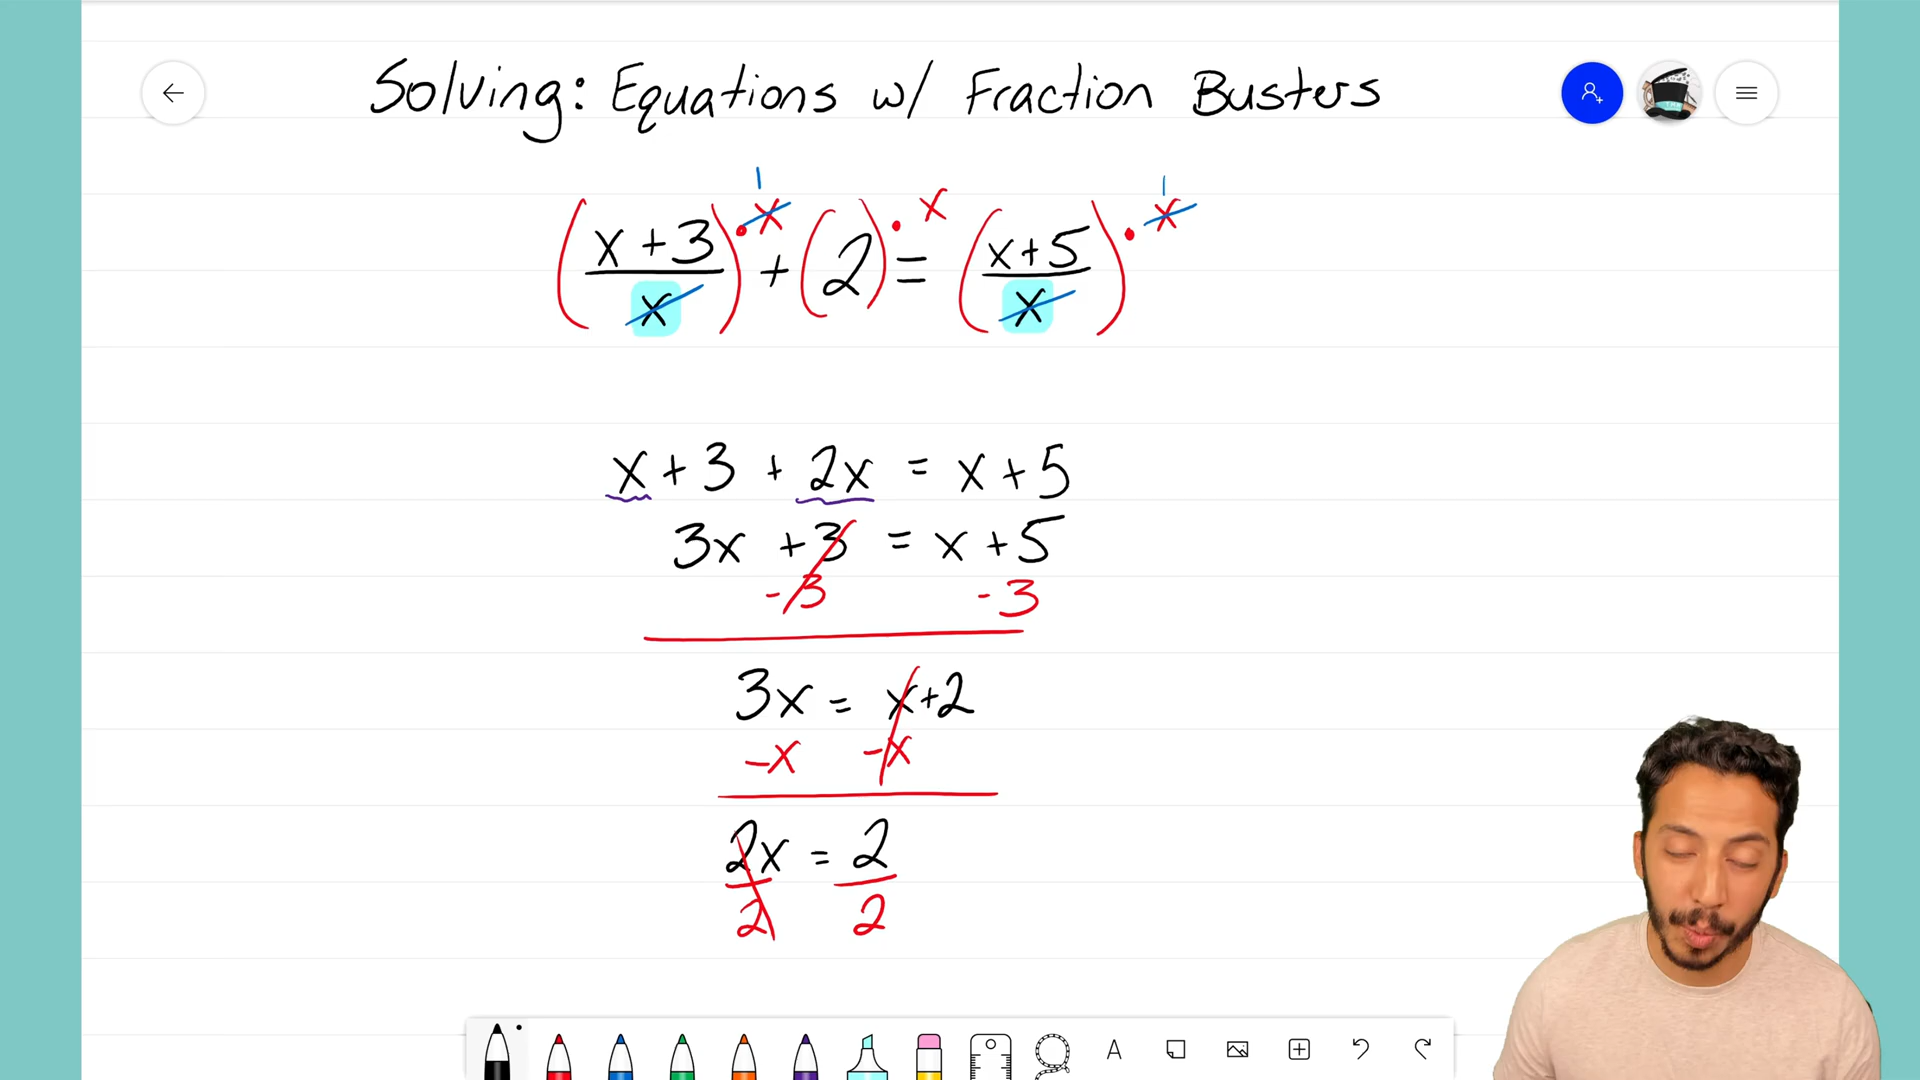 Solving: Equations w/ Fraction Busters
1 1
(x+3/x)•x + (2)•x = (x+5/x)•x
x+3 + 2x = x+5
3x +3 = x+5
-3 -3
3x = x+2
-x -x
2x = 2
2 2
A